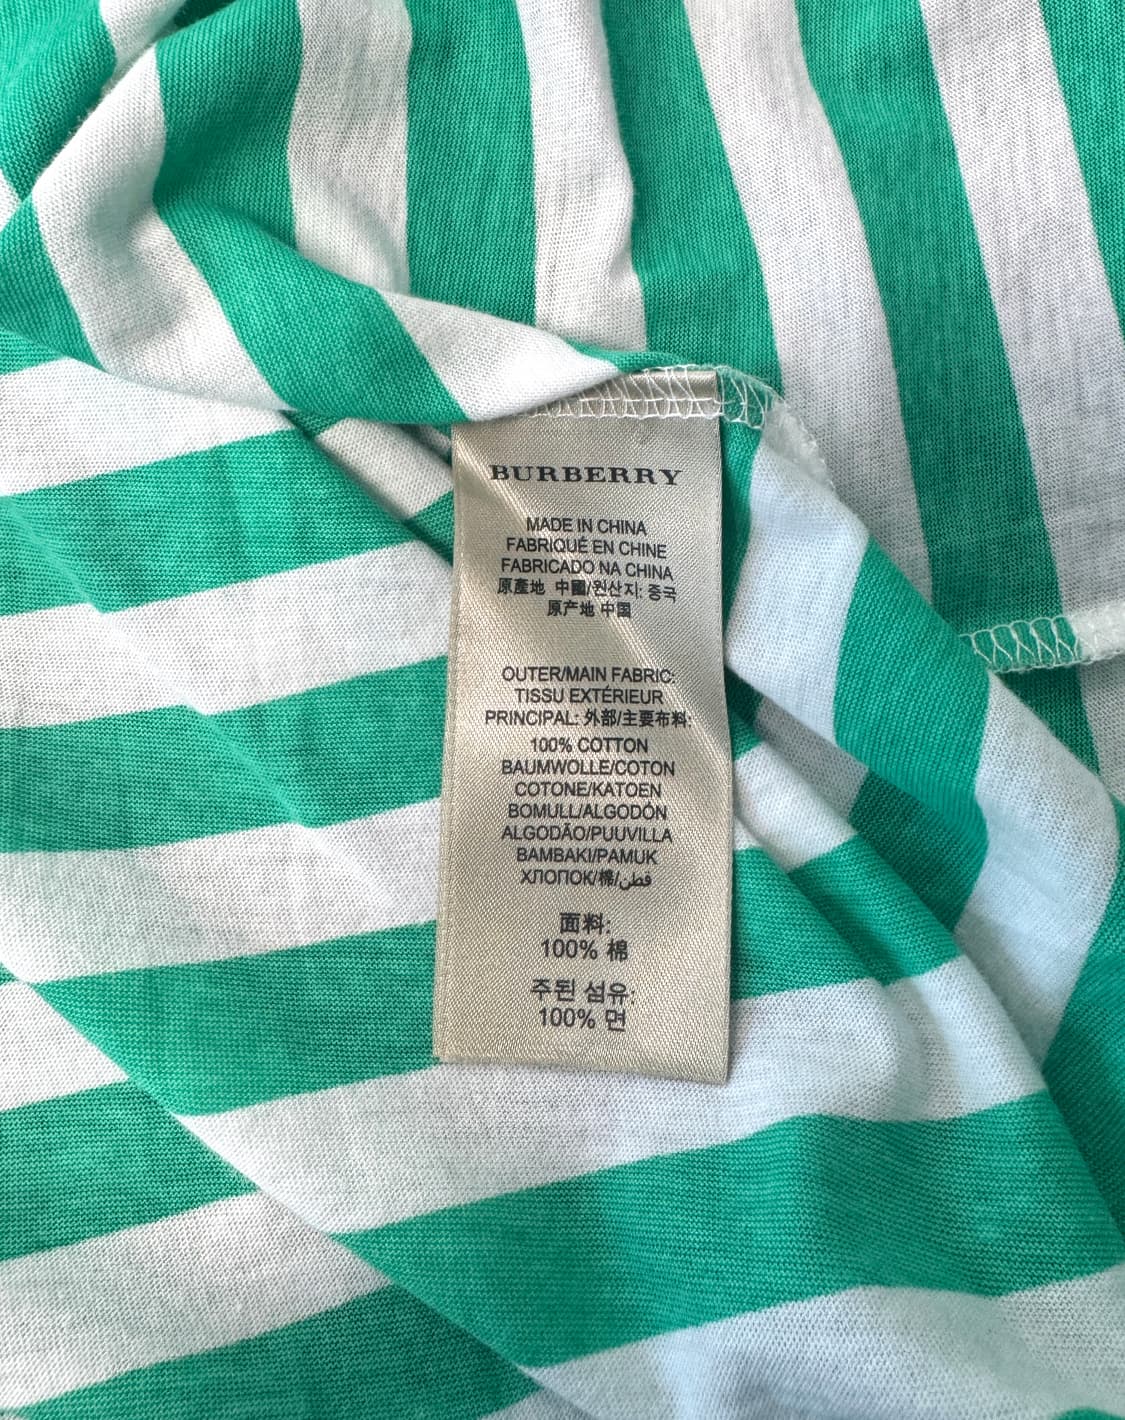 BURBERRY
MADE IN CHINA
FABRIQUÉ EN CHINE
FABRICADO NA CHINA
原產地 中國/원산지: 중국
原产地 中国
OUTER/MAIN FABRIC:
TISSU EXTÉRIEUR
PRINCIPAL: 外部/主要布料:
100% COTTON
BAUMWOLLE/COTON
COTONE/KATOEN
BOMULL/ALGODÓN
ALGODÃO/PUUVILLA
BAMBAKI/PAMUK
ХЛОПОК/棉/قطن
面料:
100% 棉
주된 섬유:
100% 면